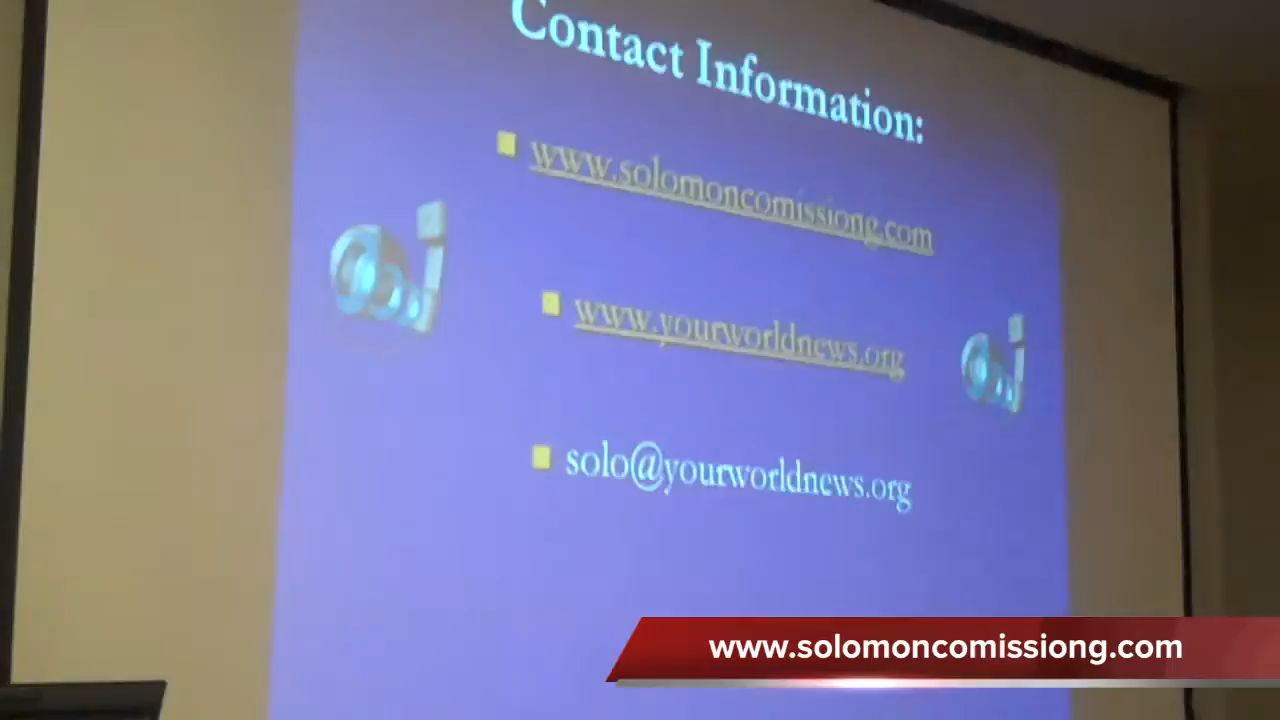 Contact Information:
www.solomoncomissiong.com
www.yourworldnews.org
solo@yourworldnews.org
www.solomoncomissiong.com